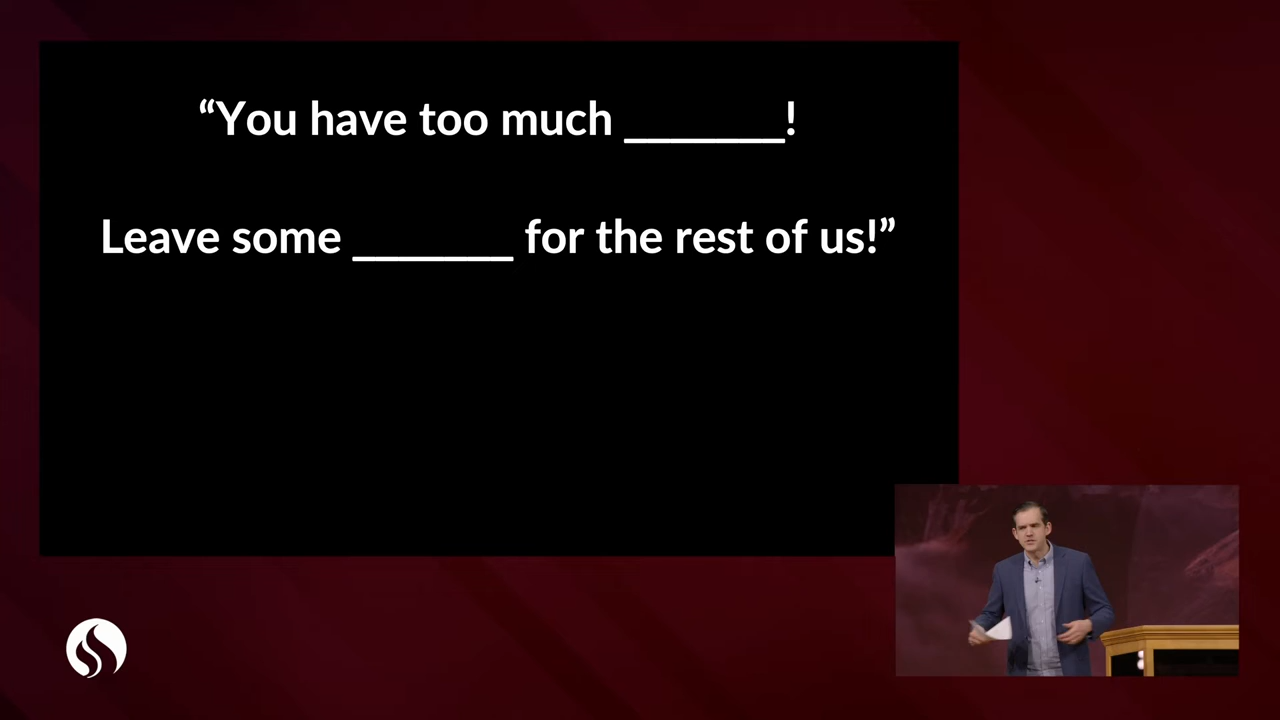 “You have too much _______!
Leave some _______ for the rest of us!”